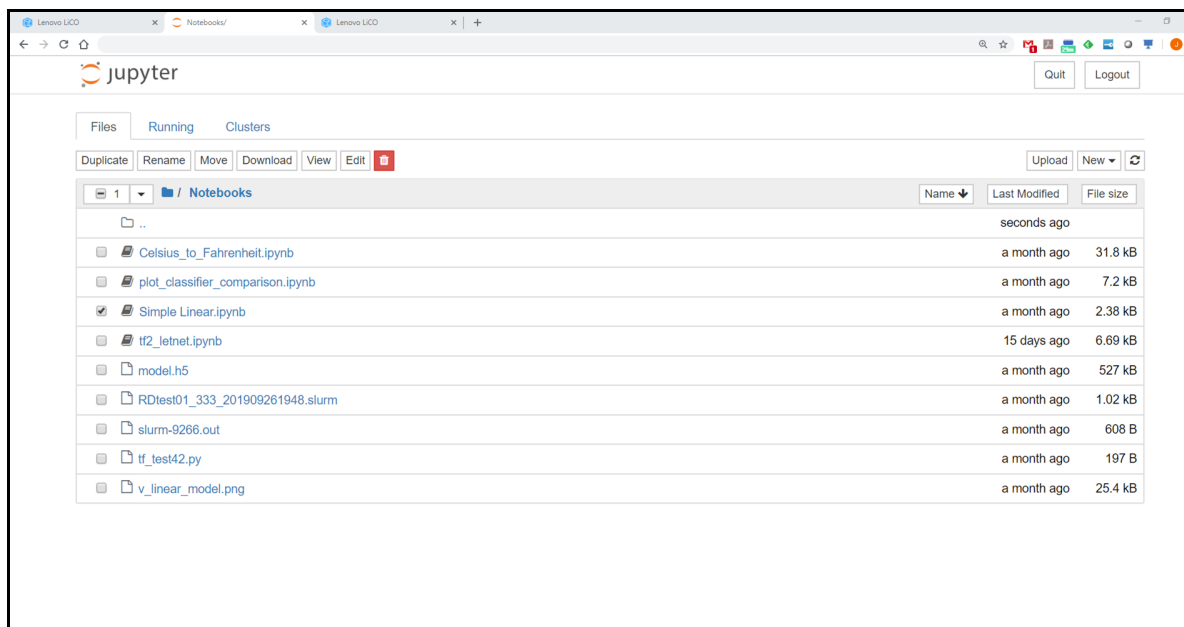 Lenovo LiCO Notebooks/ Lenovo LiCO
jupyter Quit Logout
Files Running Clusters
Duplicate Rename Move Download View Edit Upload New
1 / Notebooks Name Last Modified File size
.. seconds ago
Celsius_to_Fahrenheit.ipynb a month ago 31.8 kB
plot_classifier_comparison.ipynb a month ago 7.2 kB
Simple Linear.ipynb a month ago 2.38 kB
tf2_letnet.ipynb 15 days ago 6.69 kB
model.h5 a month ago 527 kB
RDtest01_333_201909261948.slurm a month ago 1.02 kB
slurm-9266.out a month ago 608 B
tf_test42.py a month ago 197 B
v_linear_model.png a month ago 25.4 kB